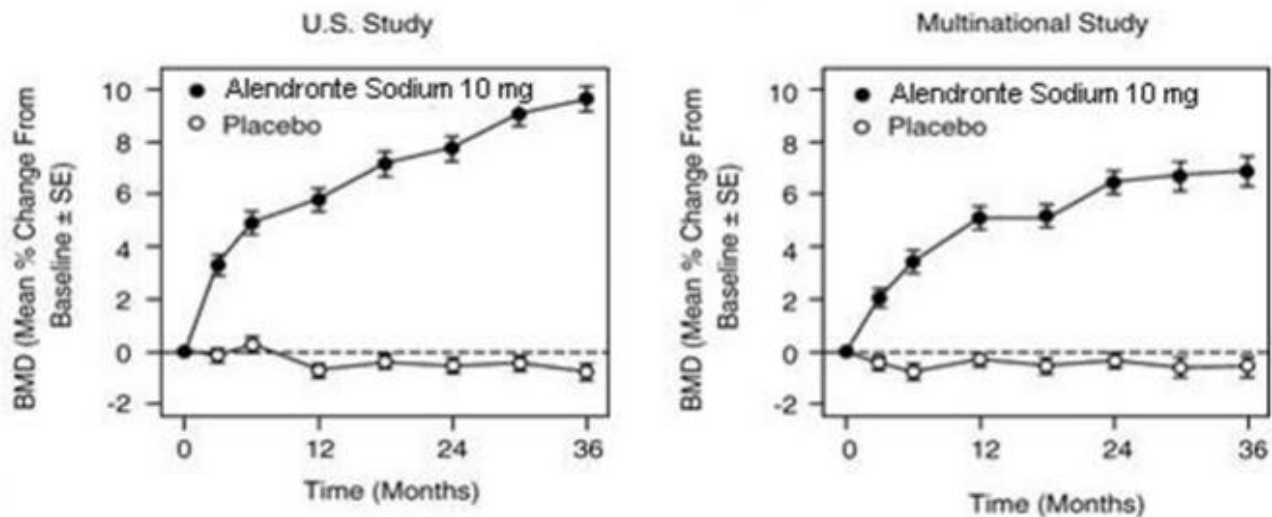 U.S. Study
BMD (Mean % Change From
Baseline ± SE)
10
8
6
4
2
0
-2
Alendronte Sodium 10 mg
Placebo
0
12
24
36
Time (Months)
Multinational Study
BMD (Mean % Change From
Baseline ± SE)
10
8
6
4
2
0
-2
Alendronte Sodium 10 mg
Placebo
0
12
24
36
Time (Months)